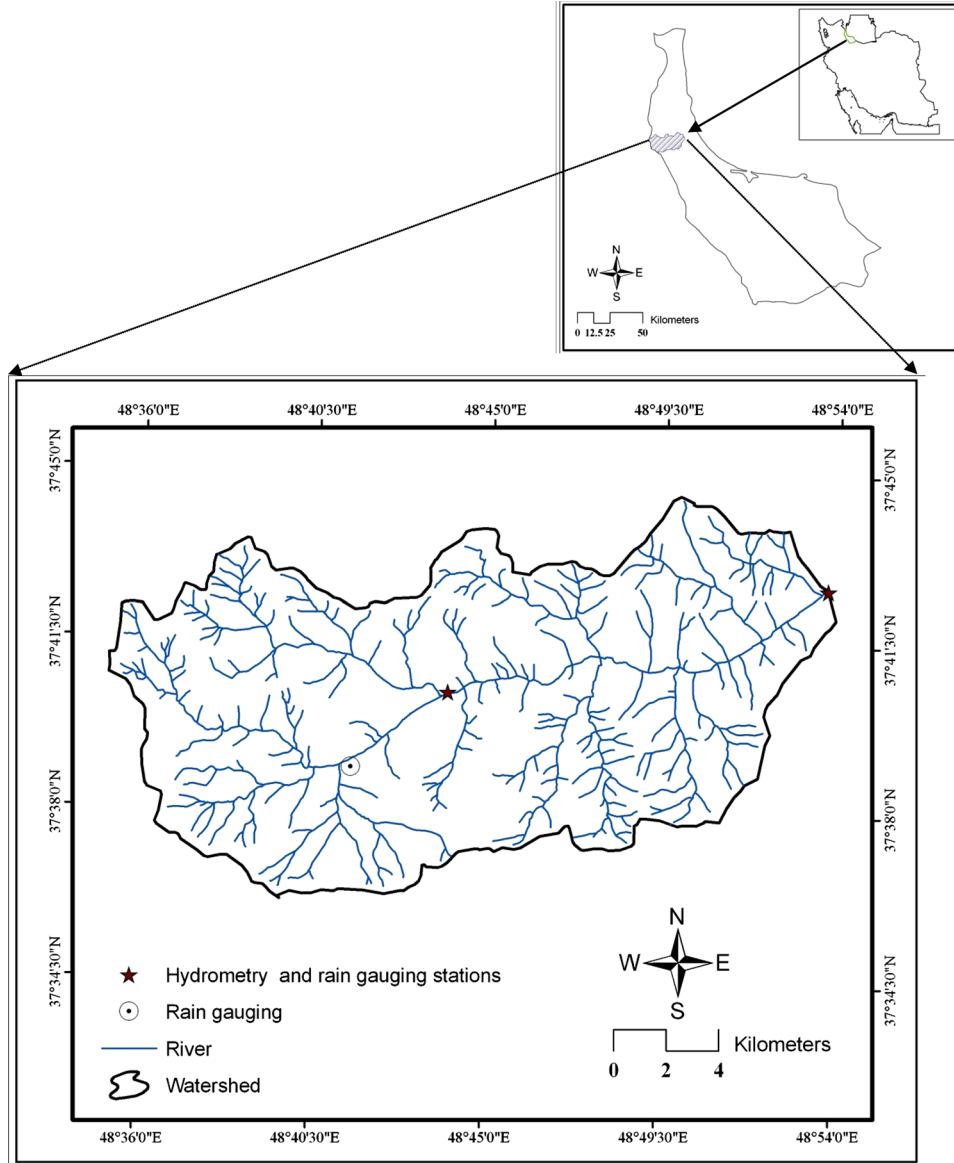 N
W E
S
Kilometers
0 12.5 25 50
48°36'0"E 48°40'30"E 48°45'0"E 48°49'30"E 48°54'0"E
37°45'0"N 37°45'0"N
37°41'30"N 37°41'30"N
37°38'0"N 37°38'0"N
37°34'30"N 37°34'30"N
N
W E
S
Hydrometry and rain gauging stations
Rain gauging
River
Watershed
Kilometers
0 2 4
48°36'0"E 48°40'30"E 48°45'0"E 48°49'30"E 48°54'0"E